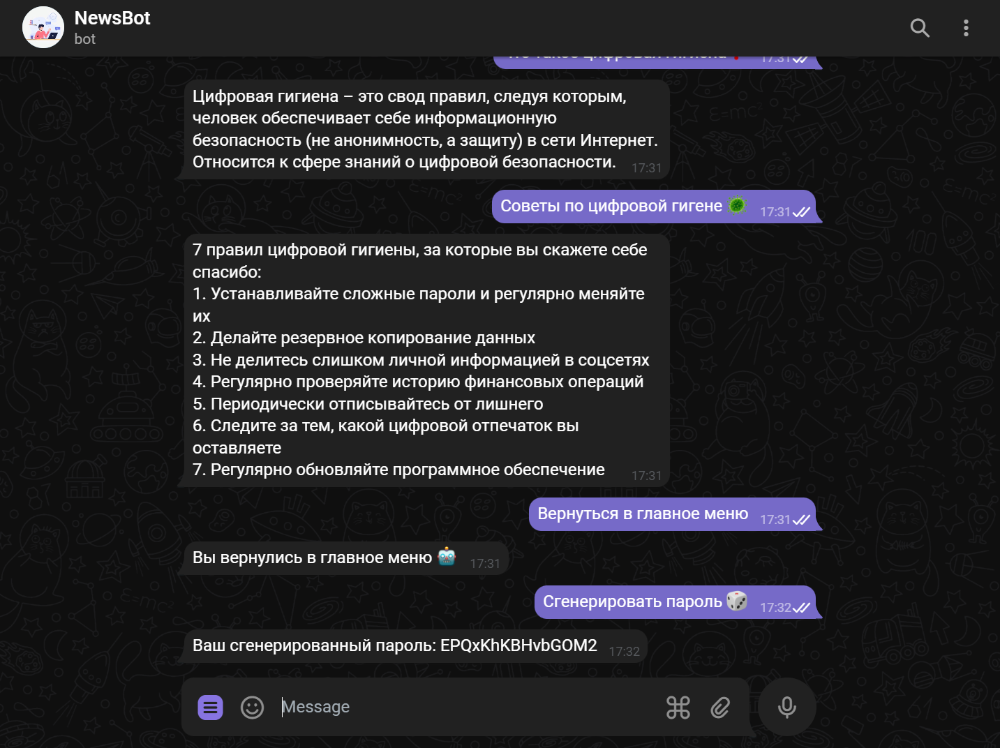 NewsBot
bot
что такое цифровая гигиена 17:31
Цифровая гигиена – это свод правил, следуя которым,
человек обеспечивает себе информационную
безопасность (не анонимность, а защиту) в сети Интернет.
Относится к сфере знаний о цифровой безопасности. 17:31
Советы по цифровой гигене 17:31
7 правил цифровой гигиены, за которые вы скажете себе
спасибо:
1. Устанавливайте сложные пароли и регулярно меняйте
их
2. Делайте резервное копирование данных
3. Не делитесь слишком личной информацией в соцсетях
4. Регулярно проверяйте историю финансовых операций
5. Периодически отписывайтесь от лишнего
6. Следите за тем, какой цифровой отпечаток вы
оставляете
7. Регулярно обновляйте программное обеспечение 17:31
Вернуться в главное меню 17:31
Вы вернулись в главное меню 17:31
Сгенерировать пароль 17:32
Ваш сгенерированный пароль: EPQxKhKBHvbGOM2 17:32
Message